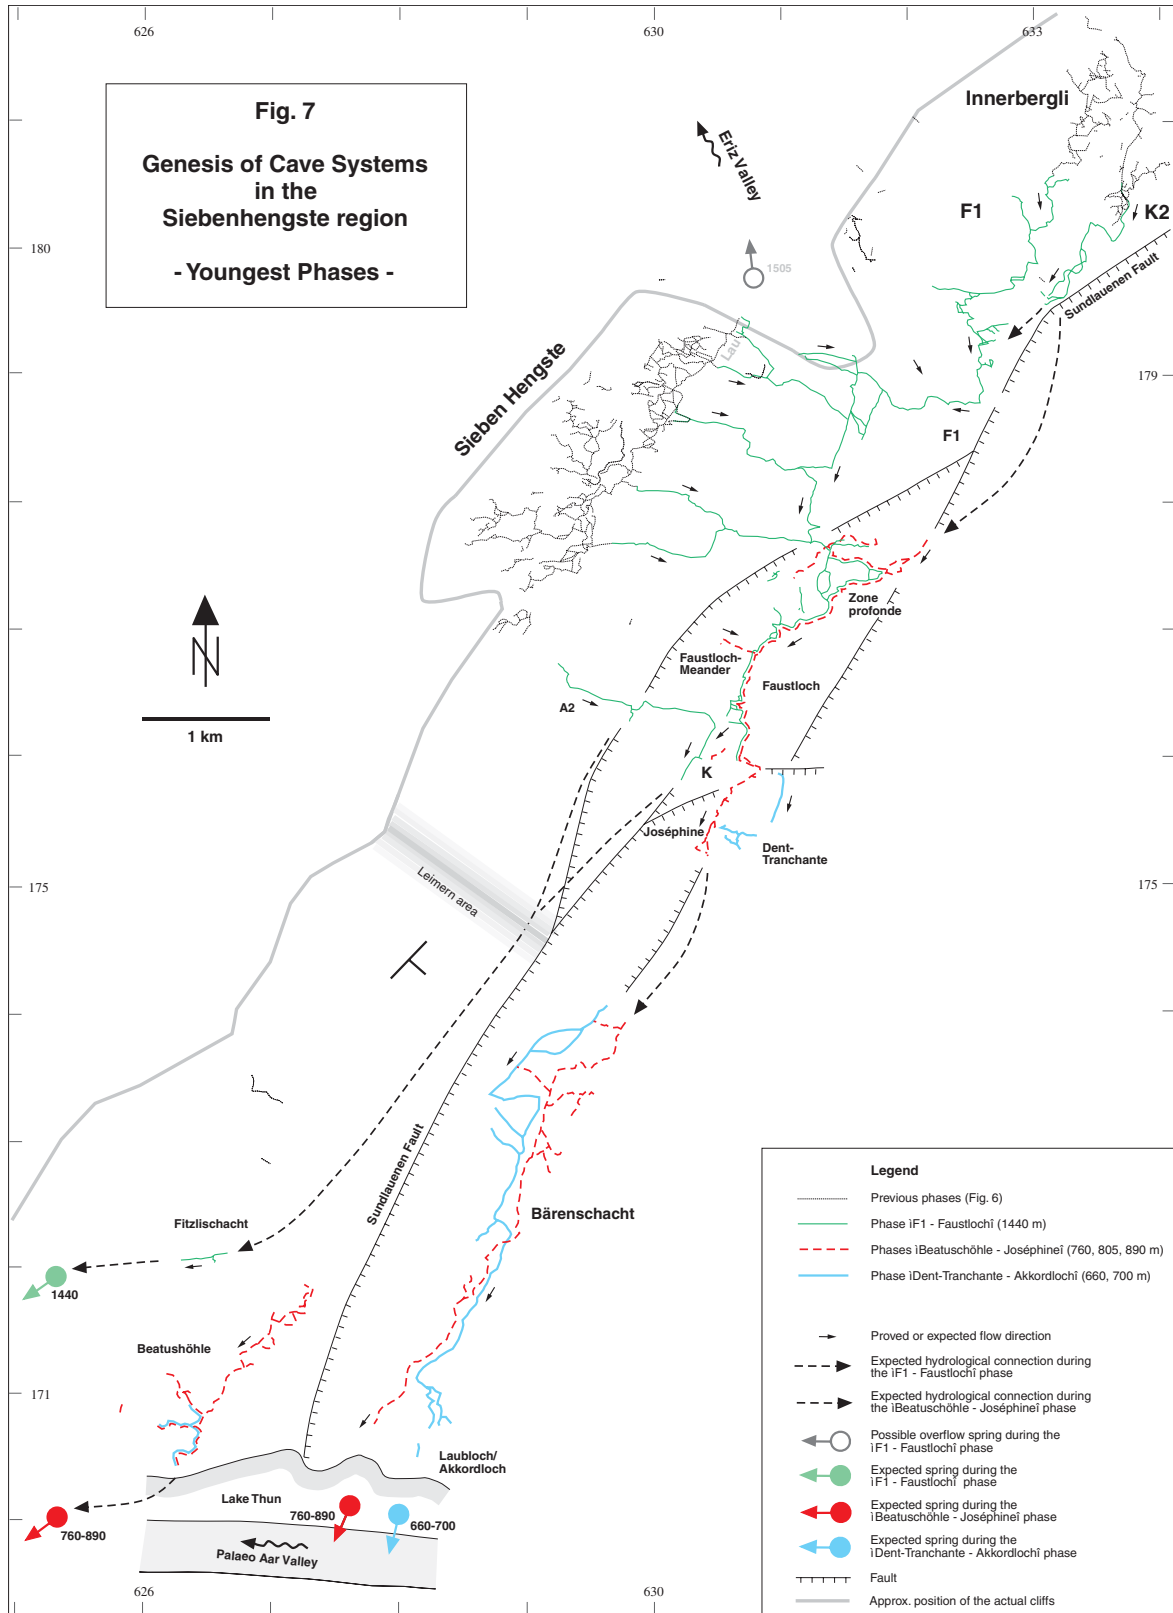 626
630
633
Fig. 7
Genesis of Cave Systems
in the
Siebenhengste region
- Youngest Phases -
Innerbergli
Eriz Valley
F1
K2
180
1505
Sundlauenen Fault
Lau
Sieben Hengste
179
F1
Zone
profonde
Faustloch-
Meander
Faustloch
A2
1 km
K
Joséphine
Dent-
Tranchante
Leimern area
175
175
Sundlauenen Fault
Bärenschacht
Fitzlischacht
1440
Beatushöhle
171
Laubloch/
Akkordloch
Lake Thun
760-890
760-890
660-700
Palaeo Aar Valley
626
630
Legend
Previous phases (Fig. 6)
Phase ìF1 - Faustlochî (1440 m)
Phases ìBeatuschöhle - Joséphineî (760, 805, 890 m)
Phase ìDent-Tranchante - Akkordlochî (660, 700 m)
Proved or expected flow direction
Expected hydrological connection during
the ìF1 - Faustlochî phase
Expected hydrological connection during
the ìBeatuschöhle - Joséphineî phase
Possible overflow spring during the
ìF1 - Faustlochî phase
Expected spring during the
ìF1 - Faustlochî phase
Expected spring during the
ìBeatuschöhle - Joséphineî phase
Expected spring during the
ìDent-Tranchante - Akkordlochî phase
Fault
Approx. position of the actual cliffs
N